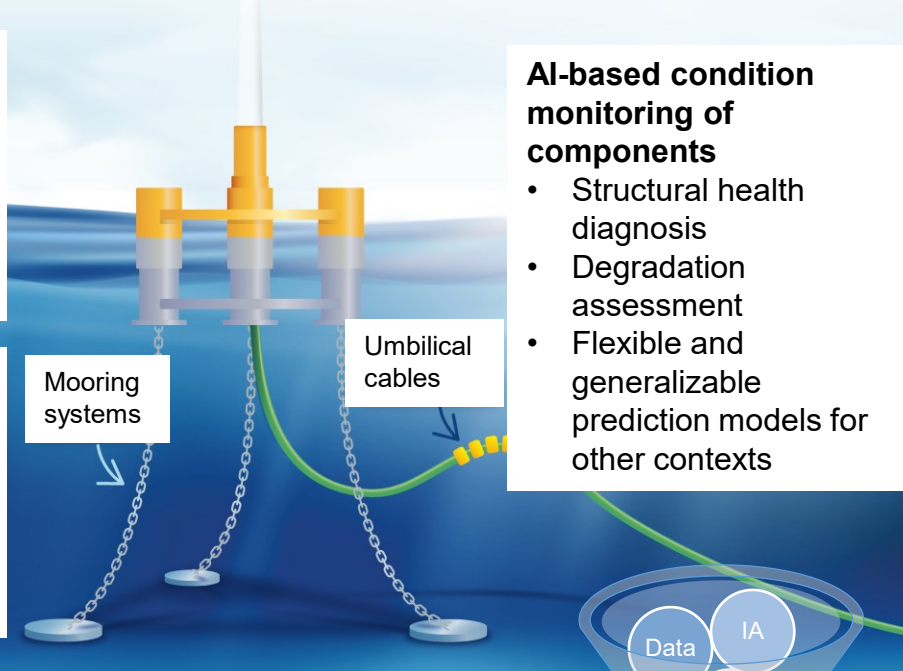 AI-based condition
monitoring of
components
• Structural health
diagnosis
• Degradation
assessment
• Flexible and
generalizable
prediction models for
other contexts
Umbilical
cables
Mooring
systems
Data
IA